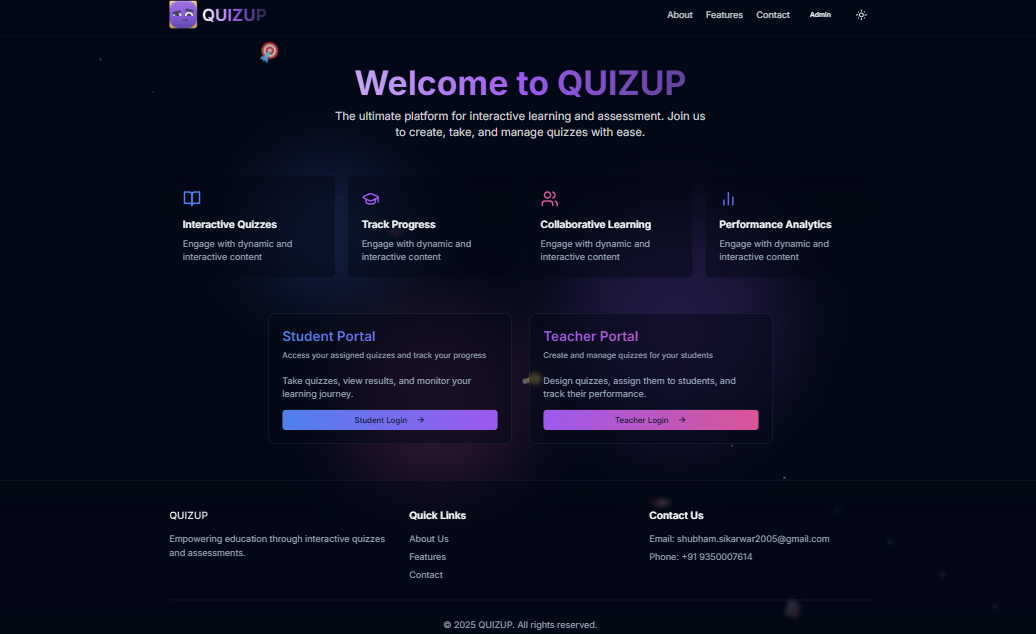 QUIZUP
About Features Contact Admin
Welcome to QUIZUP
The ultimate platform for interactive learning and assessment. Join us
to create, take, and manage quizzes with ease.
Interactive Quizzes
Engage with dynamic and
interactive content
Track Progress
Engage with dynamic and
interactive content
Collaborative Learning
Engage with dynamic and
interactive content
Performance Analytics
Engage with dynamic and
interactive content
Student Portal
Access your assigned quizzes and track your progress
Take quizzes, view results, and monitor your
learning journey.
Student Login →
Teacher Portal
Create and manage quizzes for your students
Design quizzes, assign them to students, and
track their performance.
Teacher Login →
QUIZUP
Empowering education through interactive quizzes
and assessments.
Quick Links
About Us
Features
Contact
Contact Us
Email: shubham.sikarwar2005@gmail.com
Phone: +91 9350007614
© 2025 QUIZUP. All rights reserved.